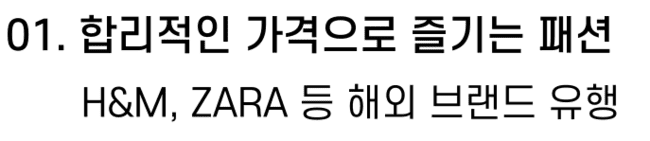 01. 합리적인 가격으로 즐기는 패션
H&M, ZARA 등 해외 브랜드 유행